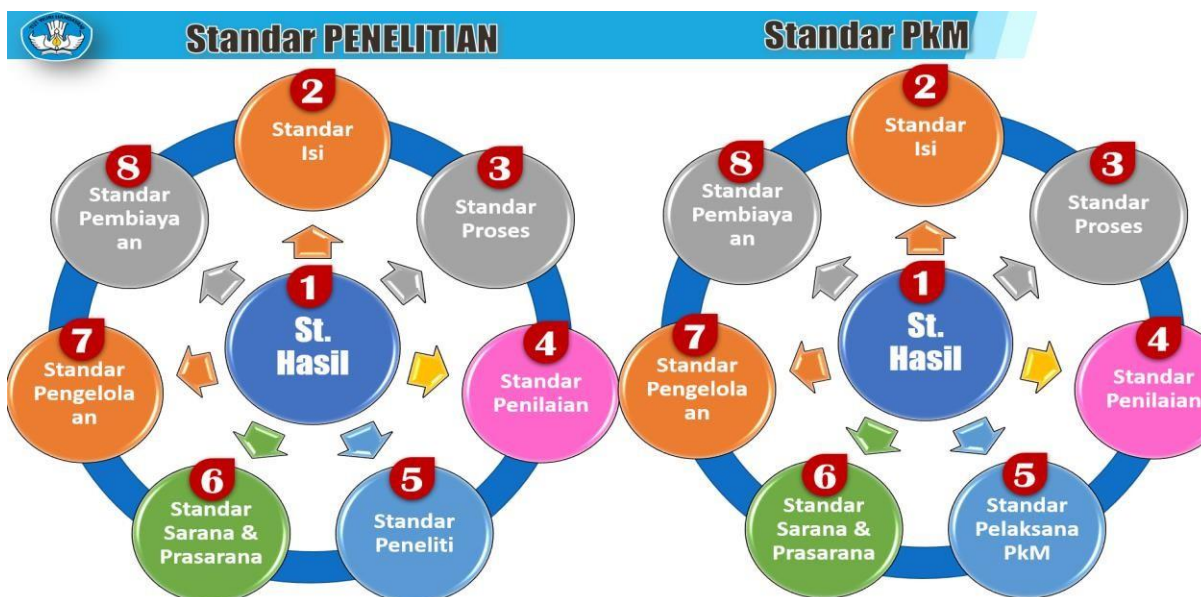 Standar PENELITIAN
2
Standar
Isi
3
Standar
Proses
8
Standar
Pembiaya
an
1
St.
Hasil
7
Standar
Pengelola
an
4
Standar
Penilaian
6
Standar
Sarana &
Prasarana
5
Standar
Peneliti
Standar PkM
2
Standar
Isi
3
Standar
Proses
8
Standar
Pembiaya
an
1
St.
Hasil
7
Standar
Pengelola
an
4
Standar
Penilaian
6
Standar
Sarana &
Prasarana
5
Standar
Pelaksana
PkM